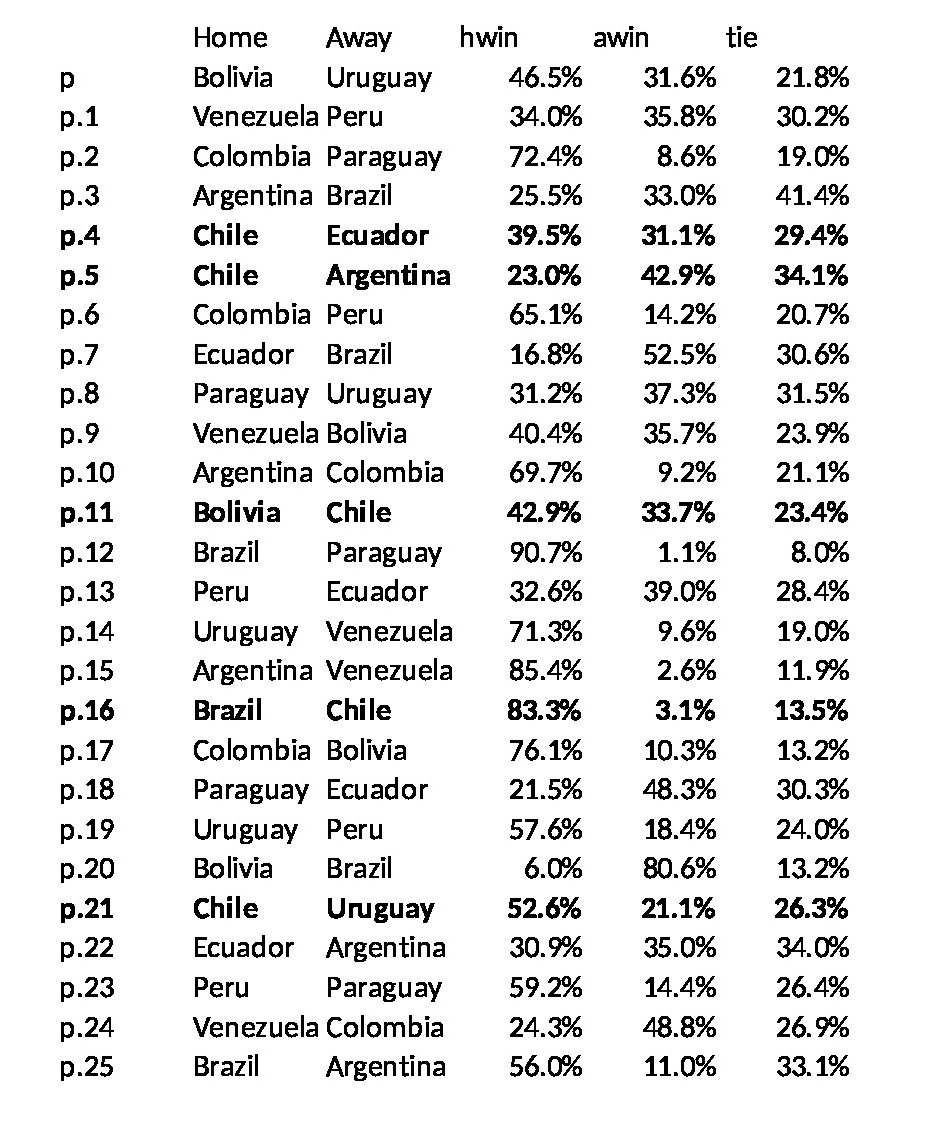 Home Away hwin awin tie
p Bolivia Uruguay 46.5% 31.6% 21.8%
p.1 Venezuela Peru 34.0% 35.8% 30.2%
p.2 Colombia Paraguay 72.4% 8.6% 19.0%
p.3 Argentina Brazil 25.5% 33.0% 41.4%
p.4 Chile Ecuador 39.5% 31.1% 29.4%
p.5 Chile Argentina 23.0% 42.9% 34.1%
p.6 Colombia Peru 65.1% 14.2% 20.7%
p.7 Ecuador Brazil 16.8% 52.5% 30.6%
p.8 Paraguay Uruguay 31.2% 37.3% 31.5%
p.9 Venezuela Bolivia 40.4% 35.7% 23.9%
p.10 Argentina Colombia 69.7% 9.2% 21.1%
p.11 Bolivia Chile 42.9% 33.7% 23.4%
p.12 Brazil Paraguay 90.7% 1.1% 8.0%
p.13 Peru Ecuador 32.6% 39.0% 28.4%
p.14 Uruguay Venezuela 71.3% 9.6% 19.0%
p.15 Argentina Venezuela 85.4% 2.6% 11.9%
p.16 Brazil Chile 83.3% 3.1% 13.5%
p.17 Colombia Bolivia 76.1% 10.3% 13.2%
p.18 Paraguay Ecuador 21.5% 48.3% 30.3%
p.19 Uruguay Peru 57.6% 18.4% 24.0%
p.20 Bolivia Brazil 6.0% 80.6% 13.2%
p.21 Chile Uruguay 52.6% 21.1% 26.3%
p.22 Ecuador Argentina 30.9% 35.0% 34.0%
p.23 Peru Paraguay 59.2% 14.4% 26.4%
p.24 Venezuela Colombia 24.3% 48.8% 26.9%
p.25 Brazil Argentina 56.0% 11.0% 33.1%